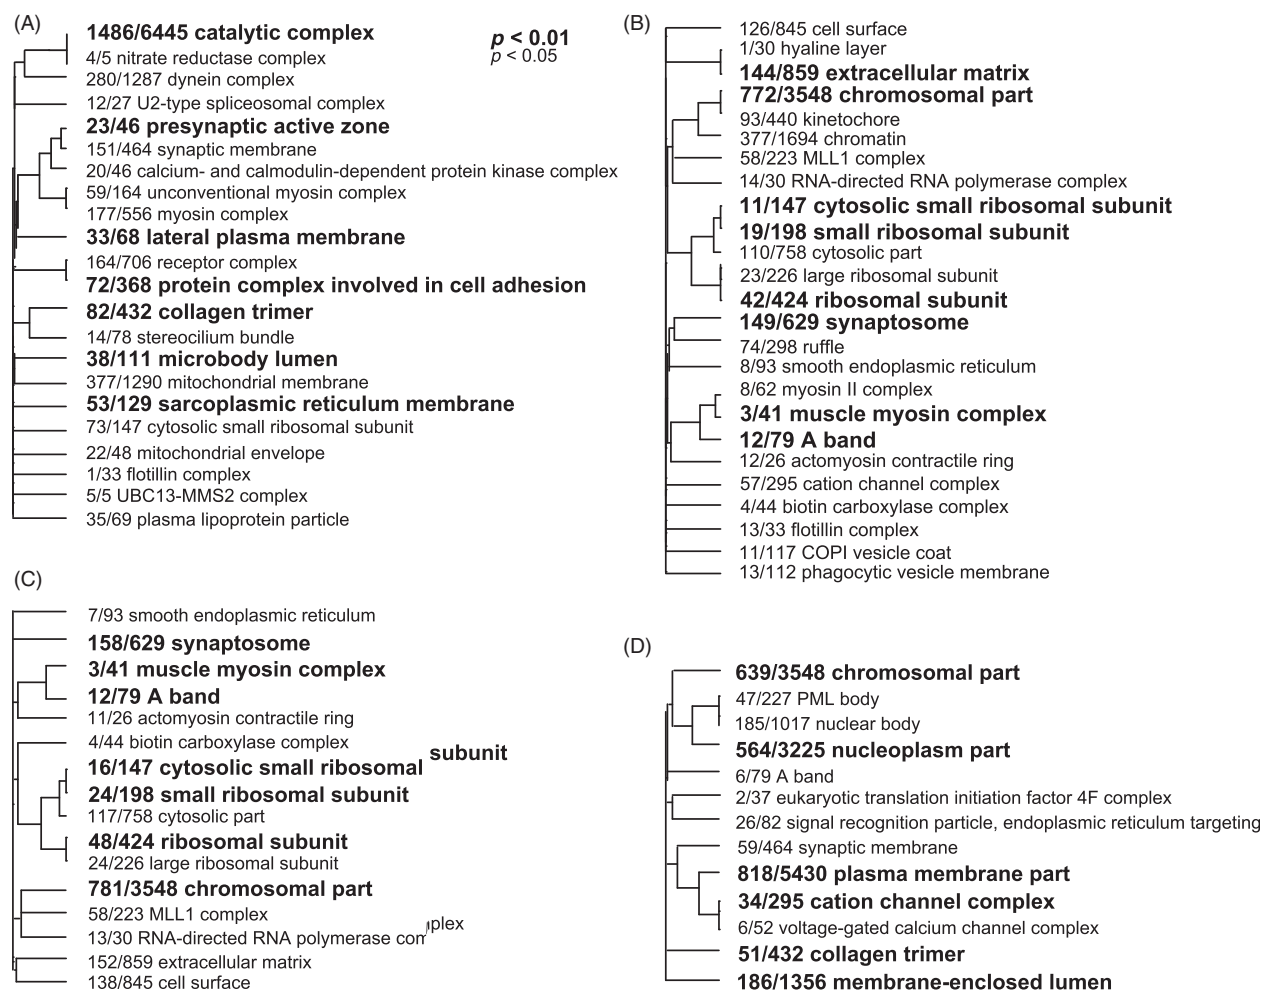 (A)
1486/6445 catalytic complex
4/5 nitrate reductase complex
280/1287 dynein complex
12/27 U2-type spliceosomal complex
23/46 presynaptic active zone
151/464 synaptic membrane
20/46 calcium- and calmodulin-dependent protein kinase complex
59/164 unconventional myosin complex
177/556 myosin complex
33/68 lateral plasma membrane
164/706 receptor complex
72/368 protein complex involved in cell adhesion
82/432 collagen trimer
14/78 stereocilium bundle
38/111 microbody lumen
377/1290 mitochondrial membrane
53/129 sarcoplasmic reticulum membrane
73/147 cytosolic small ribosomal subunit
22/48 mitochondrial envelope
1/33 flotillin complex
5/5 UBC13-MMS2 complex
35/69 plasma lipoprotein particle
p < 0.01
p < 0.05
(B)
126/845 cell surface
1/30 hyaline layer
144/859 extracellular matrix
772/3548 chromosomal part
93/440 kinetochore
377/1694 chromatin
58/223 MLL1 complex
14/30 RNA-directed RNA polymerase complex
11/147 cytosolic small ribosomal subunit
19/198 small ribosomal subunit
110/758 cytosolic part
23/226 large ribosomal subunit
42/424 ribosomal subunit
149/629 synaptosome
74/298 ruffle
8/93 smooth endoplasmic reticulum
8/62 myosin II complex
3/41 muscle myosin complex
12/79 A band
12/26 actomyosin contractile ring
57/295 cation channel complex
4/44 biotin carboxylase complex
13/33 flotillin complex
11/117 COPI vesicle coat
13/112 phagocytic vesicle membrane
(C)
7/93 smooth endoplasmic reticulum
158/629 synaptosome
3/41 muscle myosin complex
12/79 A band
11/26 actomyosin contractile ring
4/44 biotin carboxylase complex
16/147 cytosolic small ribosomal subunit
24/198 small ribosomal subunit
117/758 cytosolic part
48/424 ribosomal subunit
24/226 large ribosomal subunit
781/3548 chromosomal part
58/223 MLL1 complex
13/30 RNA-directed RNA polymerase complex
152/859 extracellular matrix
138/845 cell surface
(D)
639/3548 chromosomal part
47/227 PML body
185/1017 nuclear body
564/3225 nucleoplasm part
6/79 A band
2/37 eukaryotic translation initiation factor 4F complex
26/82 signal recognition particle, endoplasmic reticulum targeting
59/464 synaptic membrane
818/5430 plasma membrane part
34/295 cation channel complex
6/52 voltage-gated calcium channel complex
51/432 collagen trimer
186/1356 membrane-enclosed lumen